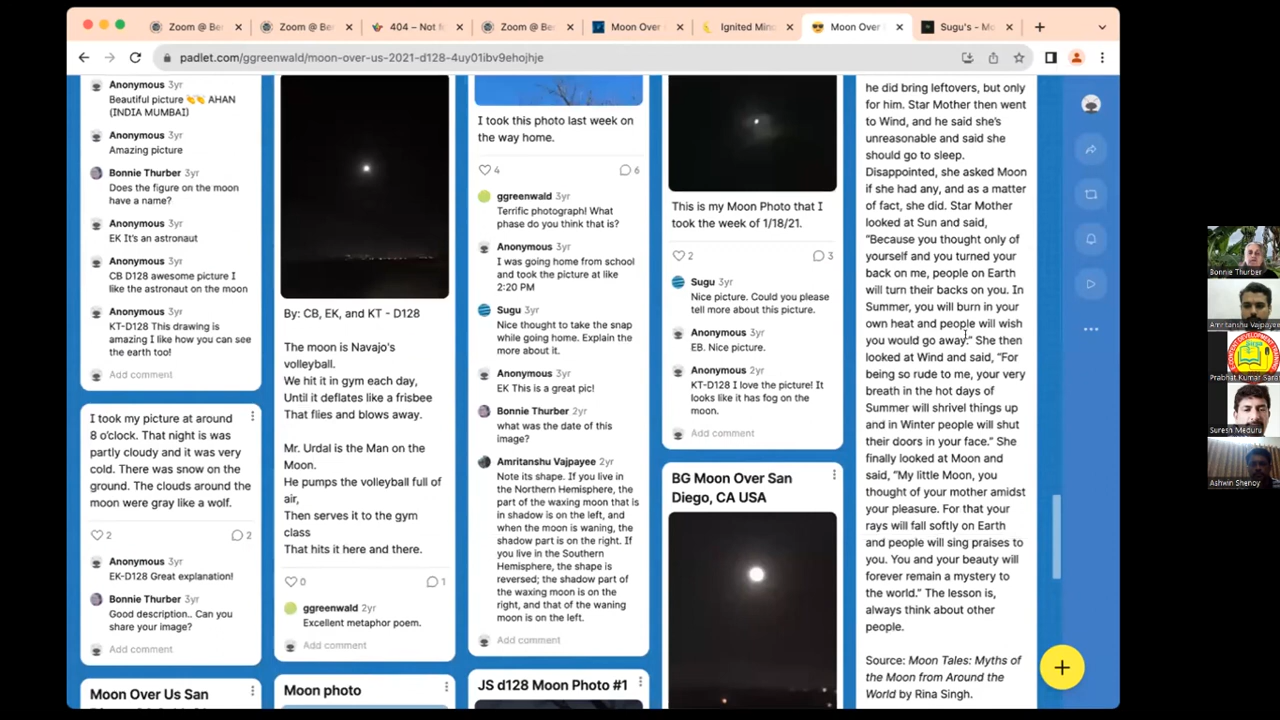 Zoom @ Be
Zoom @ Be
404 – Not f
Zoom @ Be
Moon Over
Ignited Min
Moon Over
Sugu's - Mo
padlet.com/ggreenwald/moon-over-us-2021-d128-4uy01ibv9ehojhje
Anonymous 3yr
Beautiful picture 👏👏 AHAN
(INDIA MUMBAI)
Anonymous 3yr
Amazing picture
Bonnie Thurber 3yr
Does the figure on the moon
have a name?
Anonymous 3yr
EK It's an astronaut
Anonymous 3yr
CB D128 awesome picture I
like the astronaut on the moon
Anonymous 3yr
KT-D128 This drawing is
amazing I like how you can see
the earth too!
Add comment
I took my picture at around
8 o'clock. That night is was
partly cloudy and it was very
cold. There was snow on the
ground. The clouds around the
moon were gray like a wolf.
2
2
Anonymous 3yr
EK-D128 Great explanation!
Bonnie Thurber 3yr
Good description.. Can you
share your image?
Add comment
Moon Over Us San
By: CB, EK, and KT - D128
The moon is Navajo's
volleyball.
We hit it in gym each day,
Until it deflates like a frisbee
That flies and blows away.
Mr. Urdal is the Man on the
Moon.
He pumps the volleyball full of
air,
Then serves it to the gym
class
That hits it here and there.
0
1
ggreenwald 2yr
Excellent metaphor poem.
Add comment
Moon photo
I took this photo last week on
the way home.
4
6
ggreenwald 3yr
Terrific photograph! What
phase do you think that is?
Anonymous 3yr
I was going home from school
and took the picture at like
2:20 PM
Sugu 3yr
Nice thought to take the snap
while going home. Explain the
more about it.
Anonymous 3yr
EK This is a great pic!
Bonnie Thurber 2yr
what was the date of this
image?
Amritanshu Vajpayee 2yr
Note its shape. If you live in
the Northern Hemisphere, the
part of the waxing moon that is
in shadow is on the left, and
when the moon is waning, the
shadow part is on the right. If
you live in the Southern
Hemisphere, the shape is
reversed; the shadow part of
the waxing moon is on the
right, and that of the waning
moon is on the left.
Add comment
JS d128 Moon Photo #1
This is my Moon Photo that I
took the week of 1/18/21.
2
3
Sugu 3yr
Nice picture. Could you please
tell more about this picture.
Anonymous 3yr
EB. Nice picture.
Anonymous 2yr
KT-D128 I love the picture! It
looks like it has fog on the
moon.
Add comment
BG Moon Over San
Diego, CA USA
he did bring leftovers, but only
for him. Star Mother then went
to Wind, and he said she's
unreasonable and said she
should go to sleep.
Disappointed, she asked Moon
if she had any, and as a matter
of fact, she did. Star Mother
looked at Sun and said,
"Because you thought only of
yourself and you turned your
back on me, people on Earth
will turn their backs on you. In
Summer, you will burn in your
own heat and people will wish
you would go away." She then
looked at Wind and said, "For
being so rude to me, your very
breath in the hot days of
Summer will shrivel things up
and in Winter people will shut
their doors in your face." She
finally looked at Moon and
said, "My little Moon, you
thought of your mother amidst
your pleasure. For that your
rays will fall softly on Earth
and people will sing praises to
you. You and your beauty will
forever remain a mystery to
the world." The lesson is,
always think about other
people.
Source: Moon Tales: Myths of
the Moon from Around the
World by Rina Singh.
Bonnie Thurber
Amritanshu Vajpayee
Prabhat Kumar Sara
Suresh Meduru
Ashwin Shenoy